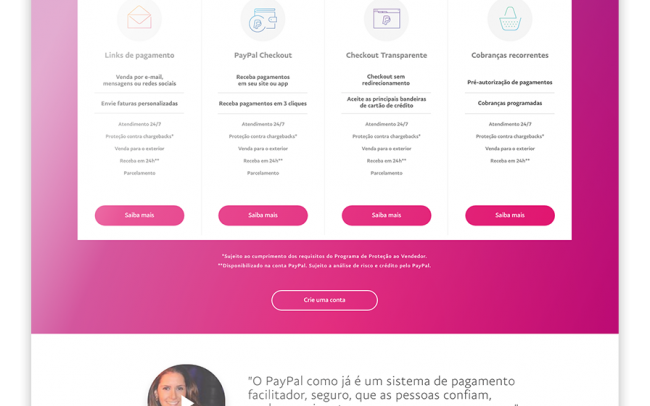 Links de pagamento
Venda por e-mail,
mensagens ou redes sociais
Envie faturas personalizadas
Atendimento 24/7
Proteção contra chargebacks*
Venda para o exterior
Receba em 24h**
Parcelamento
Saiba mais
PayPal Checkout
Receba pagamentos
em seu site ou app
Receba pagamentos em 3 cliques
Atendimento 24/7
Proteção contra chargebacks*
Venda para o exterior
Receba em 24h**
Parcelamento
Saiba mais
Checkout Transparente
Checkout sem
redirecionamento
Aceite as principais bandeiras
de cartão de crédito
Atendimento 24/7
Proteção contra chargebacks*
Venda para o exterior
Receba em 24h**
Parcelamento
Saiba mais
Cobranças recorrentes
Pré-autorização de pagamentos
Cobranças programadas
Atendimento 24/7
Proteção contra chargebacks*
Venda para o exterior
Receba em 24h**
Saiba mais
*Sujeito ao cumprimento dos requisitos do Programa de Proteção ao Vendedor.
**Disponibilizado na conta PayPal. Sujeito a análise de risco e crédito pelo PayPal.
Crie uma conta
"O PayPal como já é um sistema de pagamento
facilitador, seguro, que as pessoas confiam,